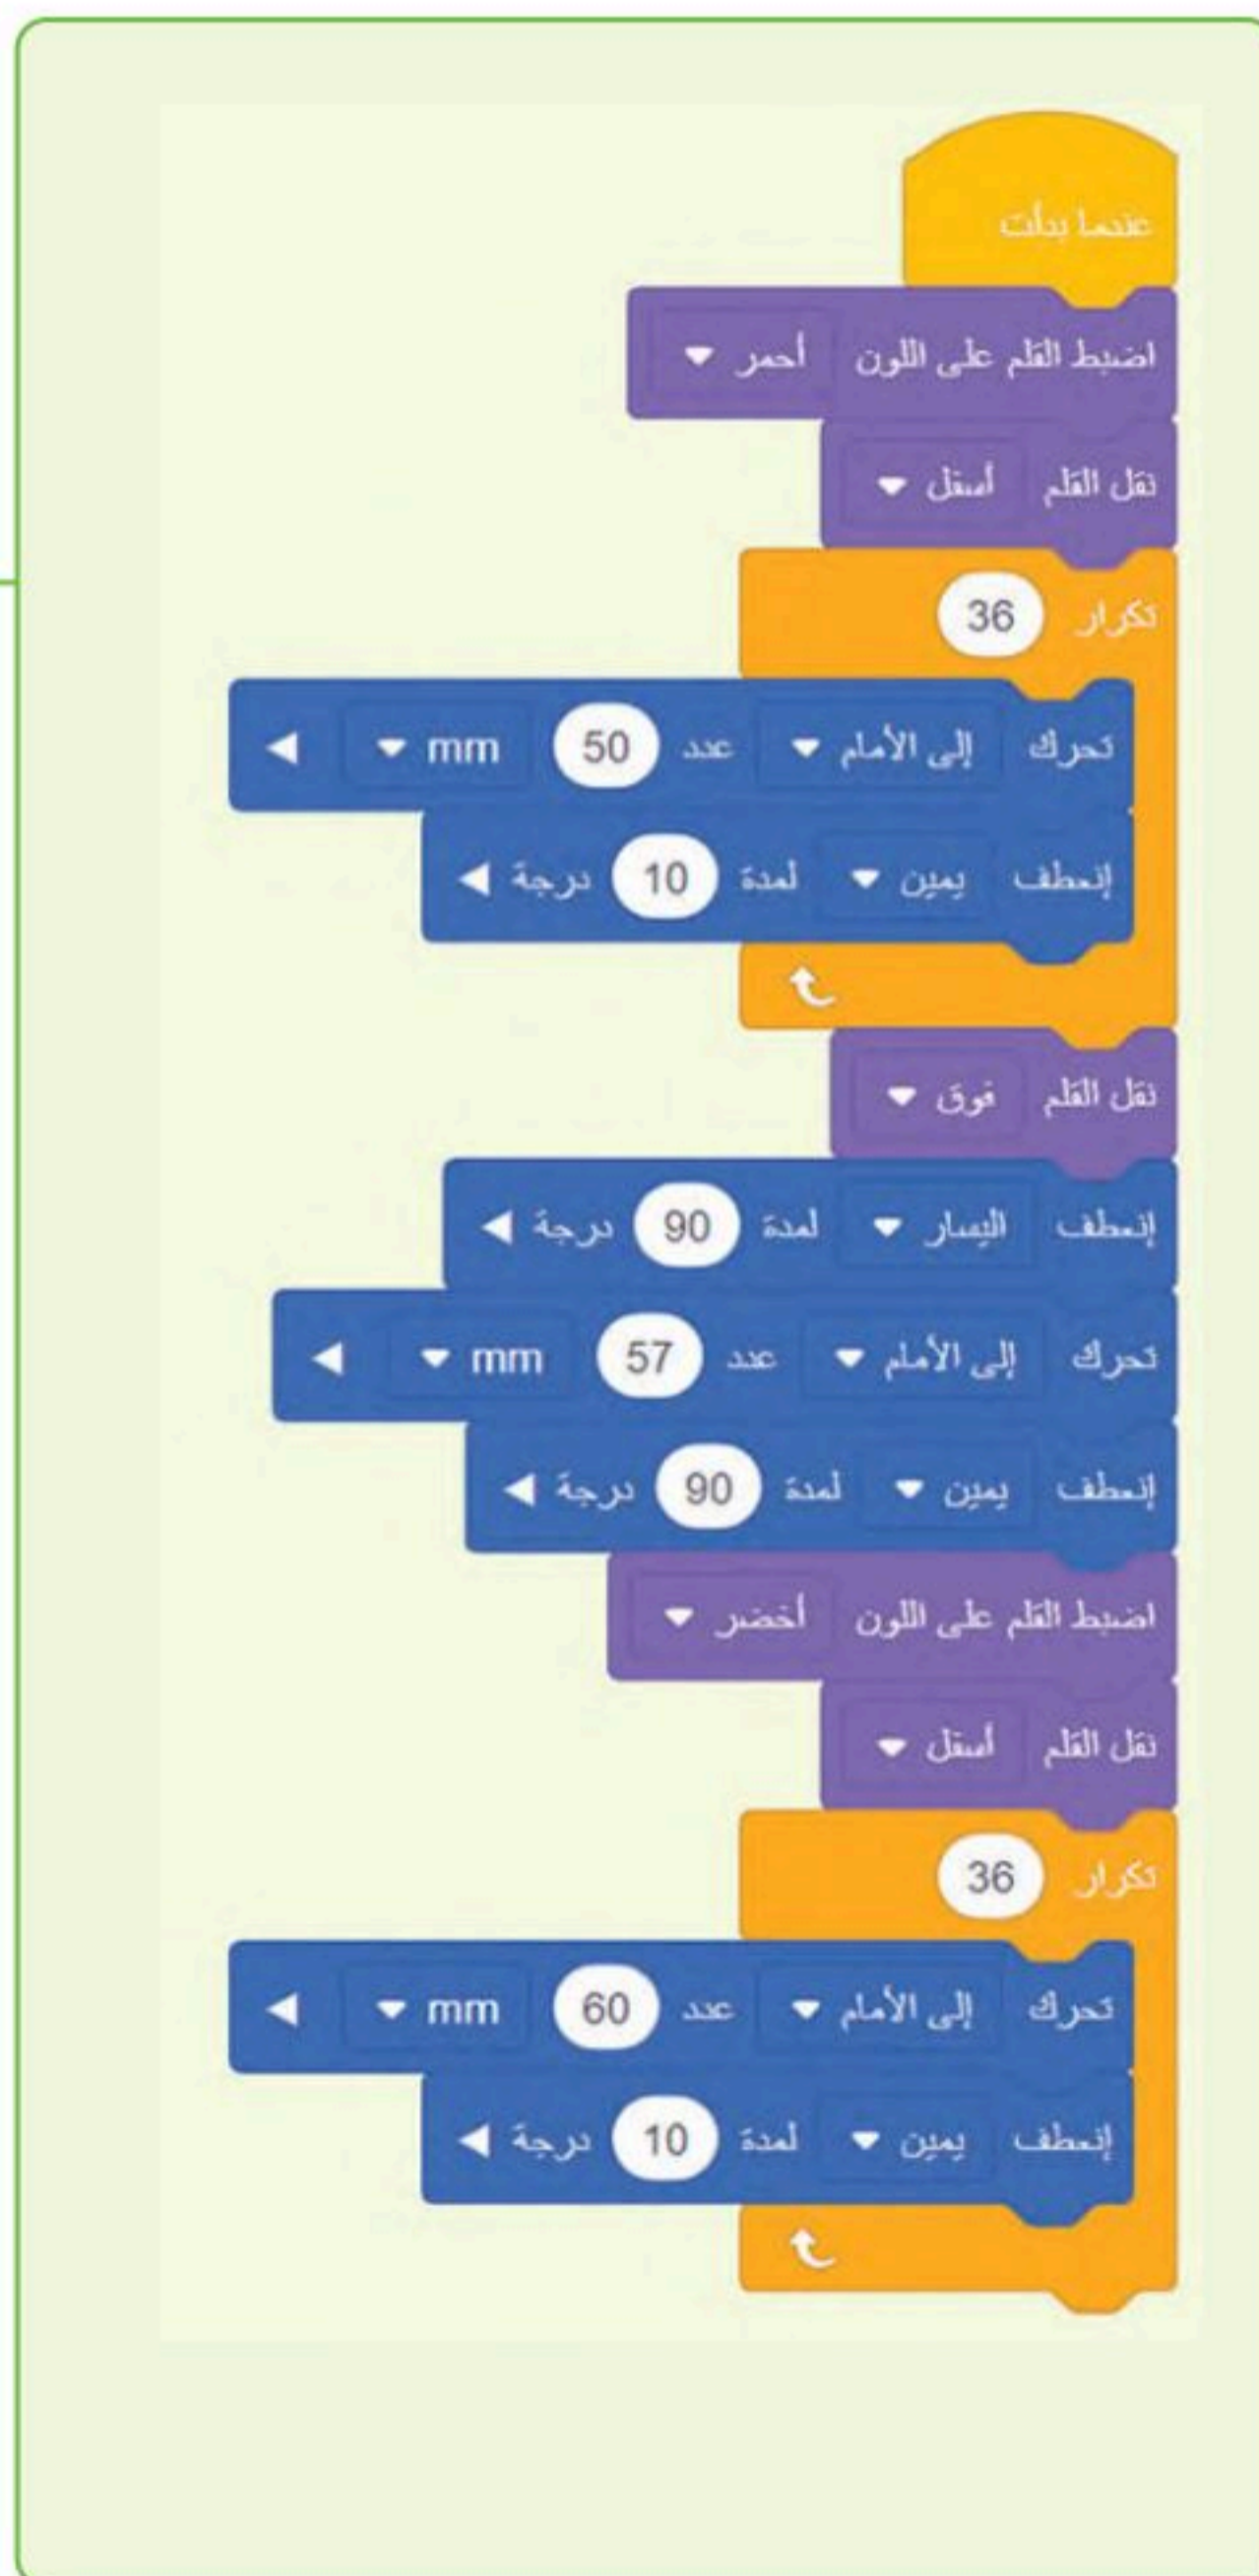 عندما بدأت
اضبط القلم على اللون أحمر
نقل القلم أسفل
تكرار 36
تحرك إلى الأمام عدد 50 mm
إنعطف يمين لمدة 10 درجة
نقل القلم فوق
إنعطف اليسار لمدة 90 درجة
تحرك إلى الأمام عدد 57 mm
إنعطف يمين لمدة 90 درجة
اضبط القلم على اللون أخضر
نقل القلم أسفل
تكرار 36
تحرك إلى الأمام عدد 60 mm
إنعطف يمين لمدة 10 درجة